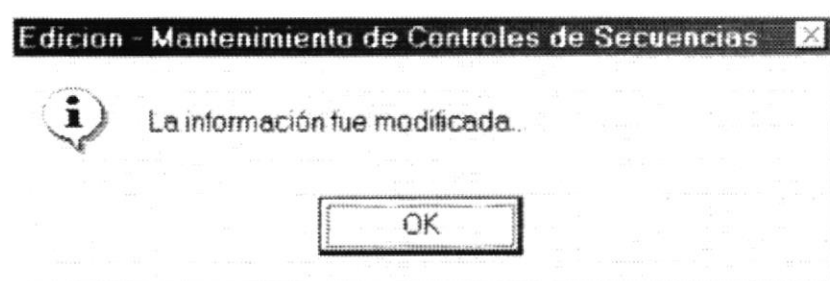 Edicion - Mantenimiento de Controles de Secuencias
La información fue modificada..
OK